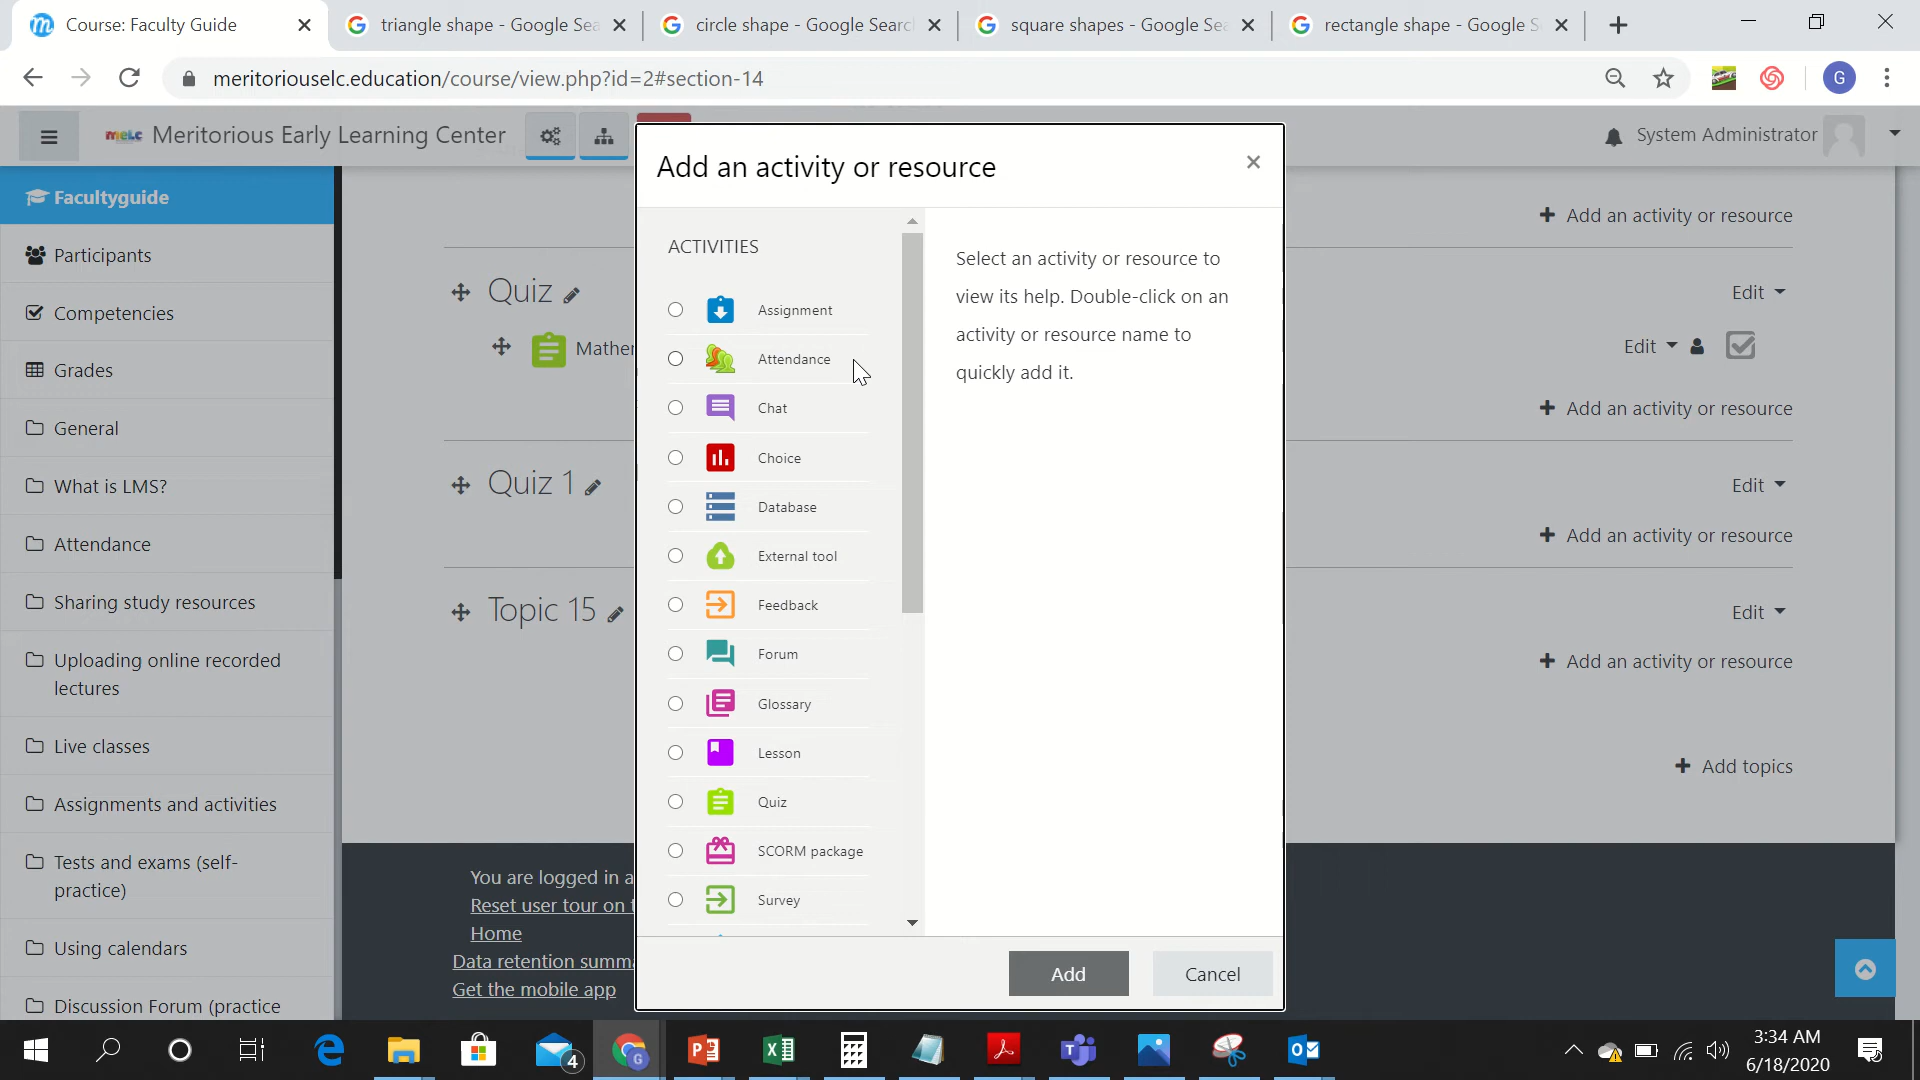 Course: Faculty Guide
triangle shape - Google Sea
circle shape - Google Search
square shapes - Google Sea
rectangle shape - Google S
meritoriouselc.education/course/view.php?id=2#section-14
G
MELC Meritorious Early Learning Center
System Administrator
Facultyguide
Participants
Competencies
Grades
General
What is LMS?
Attendance
Sharing study resources
Uploading online recorded
lectures
Live classes
Assignments and activities
Tests and exams (self-
practice)
Using calendars
Discussion Forum (practice
+ Add an activity or resource
Quiz
Edit
Mather
Edit
+ Add an activity or resource
Quiz 1
Edit
+ Add an activity or resource
Topic 15
Edit
+ Add an activity or resource
+ Add topics
You are logged in a
Reset user tour on t
Home
Data retention summa
Get the mobile app
Add an activity or resource
×
ACTIVITIES
Assignment
Attendance
Chat
Choice
Database
External tool
Feedback
Forum
Glossary
Lesson
Quiz
SCORM package
Survey
Select an activity or resource to
view its help. Double-click on an
activity or resource name to
quickly add it.
Add
Cancel
4
G
3:34 AM
6/18/2020